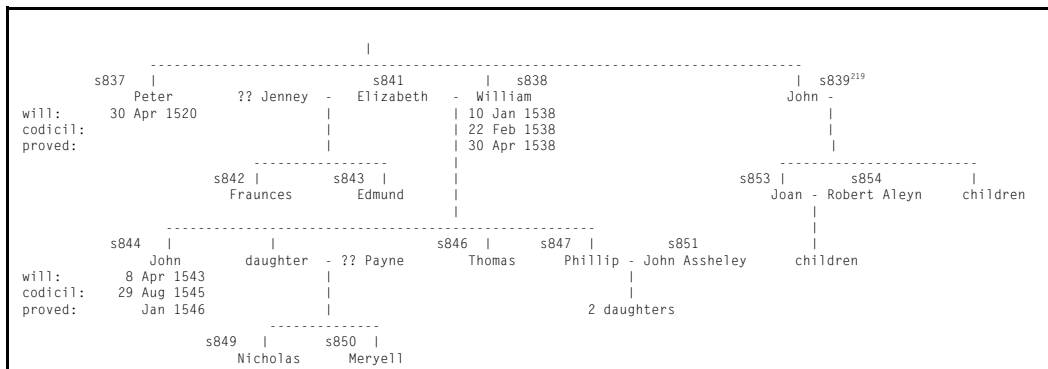 s837 s841 s838 s839219
Peter ?? Jenney - Elizabeth - William John -
will: 30 Apr 1520 10 Jan 1538
codicil: 22 Feb 1538
proved: 30 Apr 1538
s842 s843 s853 s854
Fraunces Edmund Joan - Robert Aleyn children
s844 s846 s847 s851
John daughter - ?? Payne Thomas Phillip - John Assheley children
will: 8 Apr 1543
codicil: 29 Aug 1545
proved: Jan 1546 2 daughters
s849 s850
Nicholas Meryell